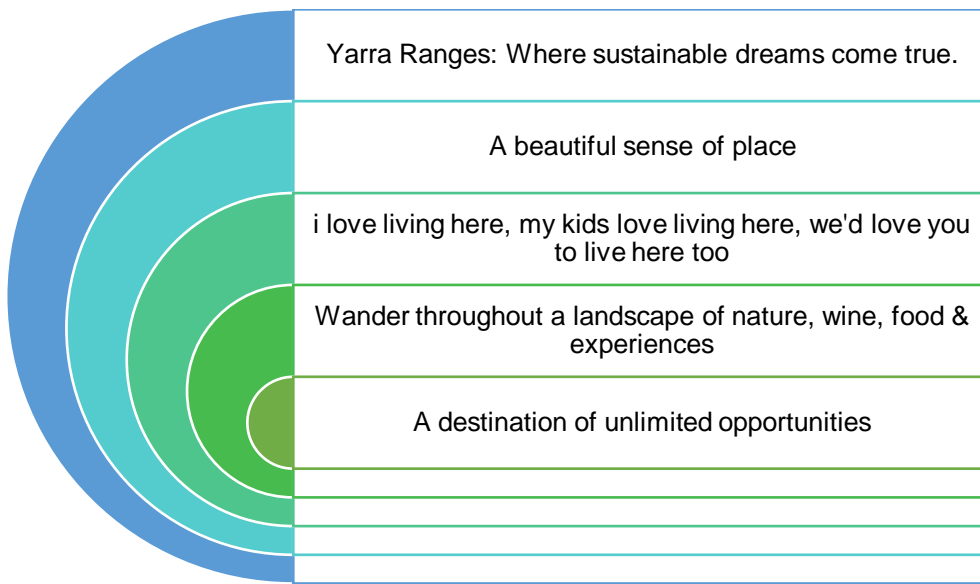 Yarra Ranges: Where sustainable dreams come true.
A beautiful sense of place
i love living here, my kids love living here, we'd love you
to live here too
Wander throughout a landscape of nature, wine, food &
experiences
A destination of unlimited opportunities